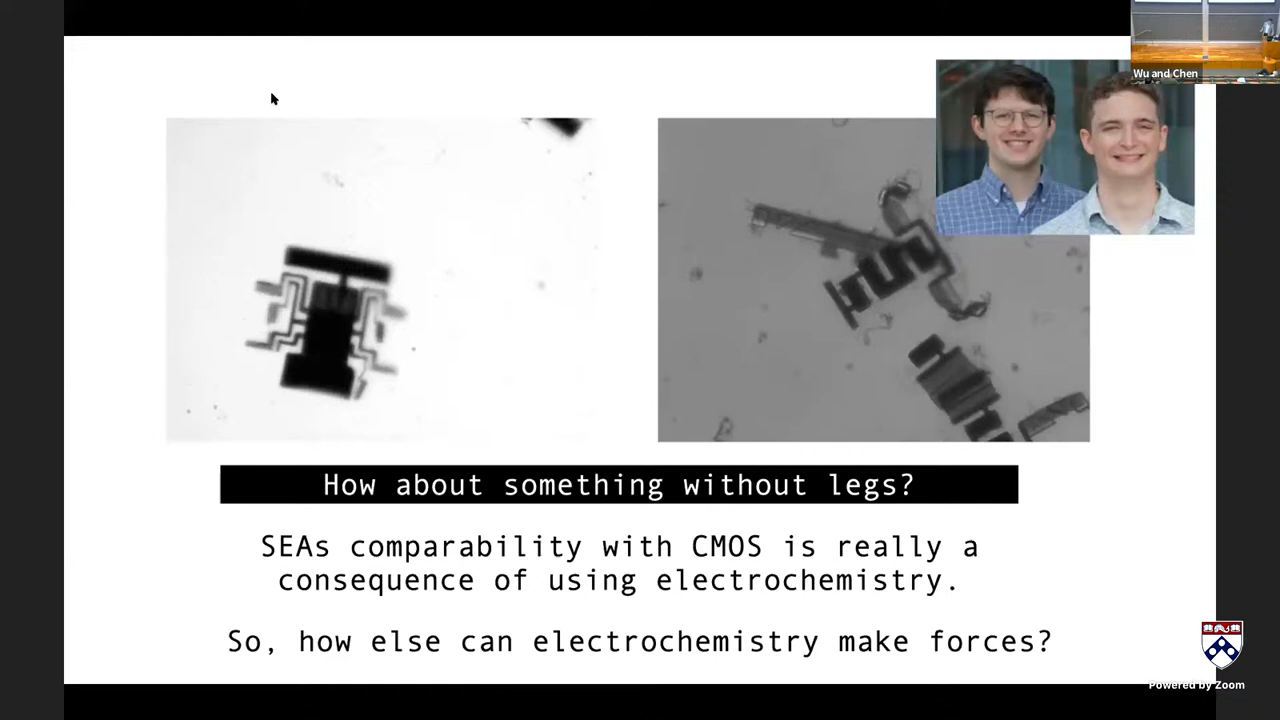 Wu and Chen
How about something without legs?
SEAs comparability with CMOS is really a
consequence of using electrochemistry.
So, how else can electrochemistry make forces?
Powered by Zoom